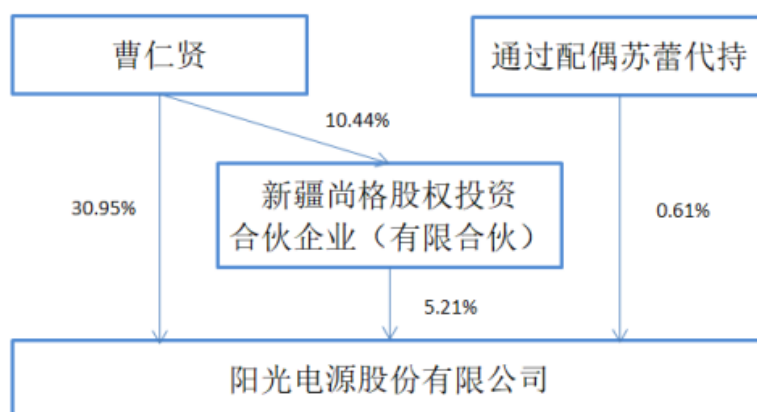 曹仁贤
通过配偶苏蕾代持
10.44%
30.95%
新疆尚格股权投资
合伙企业（有限合伙）
0.61%
5.21%
阳光电源股份有限公司